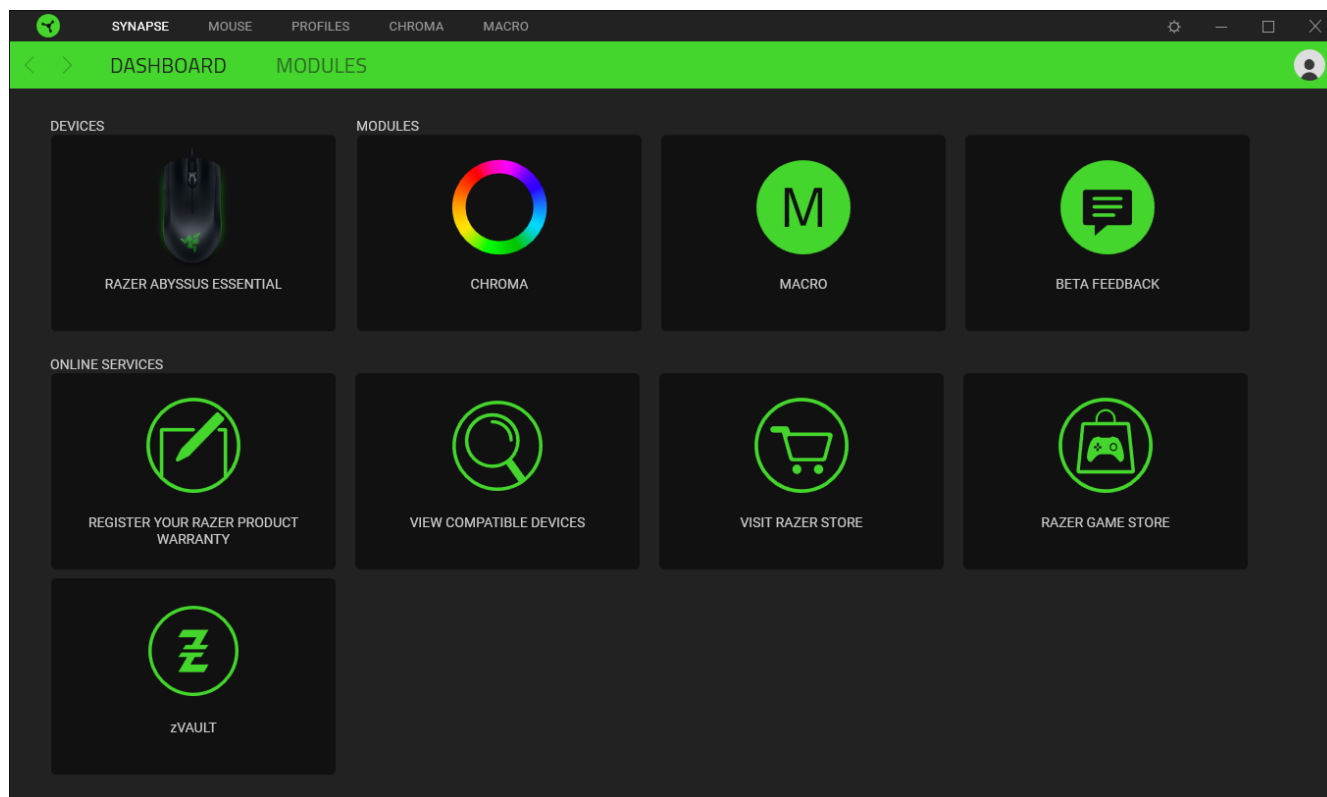 SYNAPSE MOUSE PROFILES CHROMA MACRO
DASHBOARD MODULES
DEVICES MODULES
M
RAZER ABYSSUS ESSENTIAL CHROMA MACRO BETA FEEDBACK
ONLINE SERVICES
REGISTER YOUR RAZER PRODUCT
WARRANTY
VIEW COMPATIBLE DEVICES VISIT RAZER STORE RAZER GAME STORE
Z
zVAULT